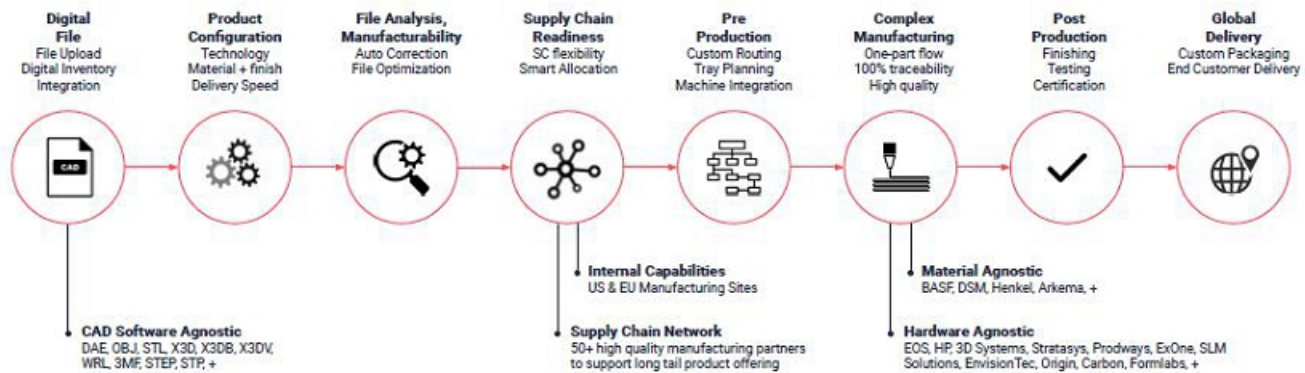 Digital
File
File Upload
Digital Inventory
Integration
Product
Configuration
Technology
Material + finish
Delivery Speed
File Analysis,
Manufacturability
Auto Correction
File Optimization
Supply Chain
Readiness
SC flexibility
Smart Allocation
Pre
Production
Custom Routing
Tray Planning
Machine Integration
Complex
Manufacturing
One-part flow
100% traceability
High quality
Post
Production
Finishing
Testing
Certification
Global
Delivery
Custom Packaging
End Customer Delivery
CAD
Internal Capabilities
US & EU Manufacturing Sites
Material Agnostic
BASF, DSM, Henkel, Arkema, +
CAD Software Agnostic
DAE, OBJ, STL, X3D, X3DB, X3DV,
WRL, 3MF, STEP, STP, +
Supply Chain Network
50+ high quality manufacturing partners
to support long tail product offering
Hardware Agnostic
EOS, HP, 3D Systems, Stratasys, Prodways, ExOne, SLM
Solutions, EnvisionTec, Origin, Carbon, Formlabs, +